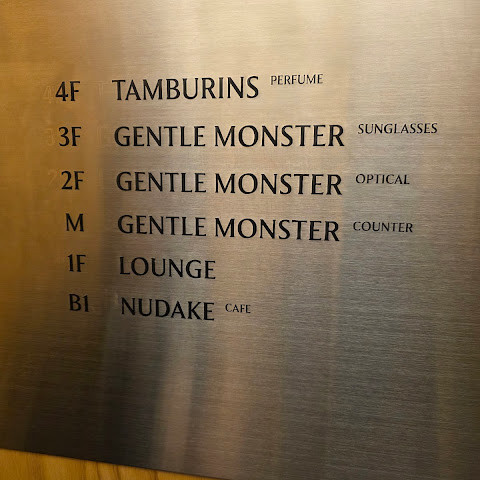 4F TAMBURINS PERFUME
3F GENTLE MONSTER SUNGLASSES
2F GENTLE MONSTER OPTICAL
M GENTLE MONSTER COUNTER
1F LOUNGE
B1 NUDAKE CAFE